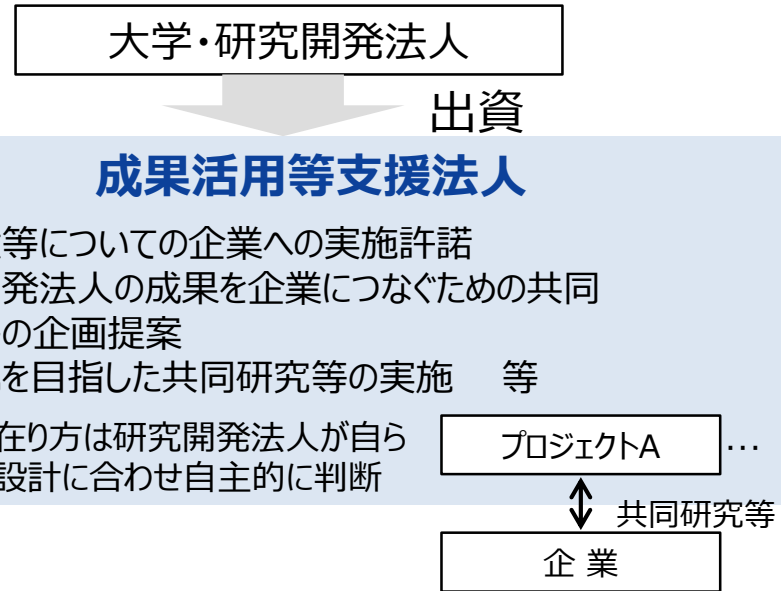 大学・研究開発法人
出資
成果活用等支援法人
等についての企業への実施許諾
発法人の成果を企業につなぐための共同
の企画提案
を目指した共同研究等の実施　等
在り方は研究開発法人が自ら
設計に合わせ自主的に判断
プロジェクトA
…
共同研究等
企 業